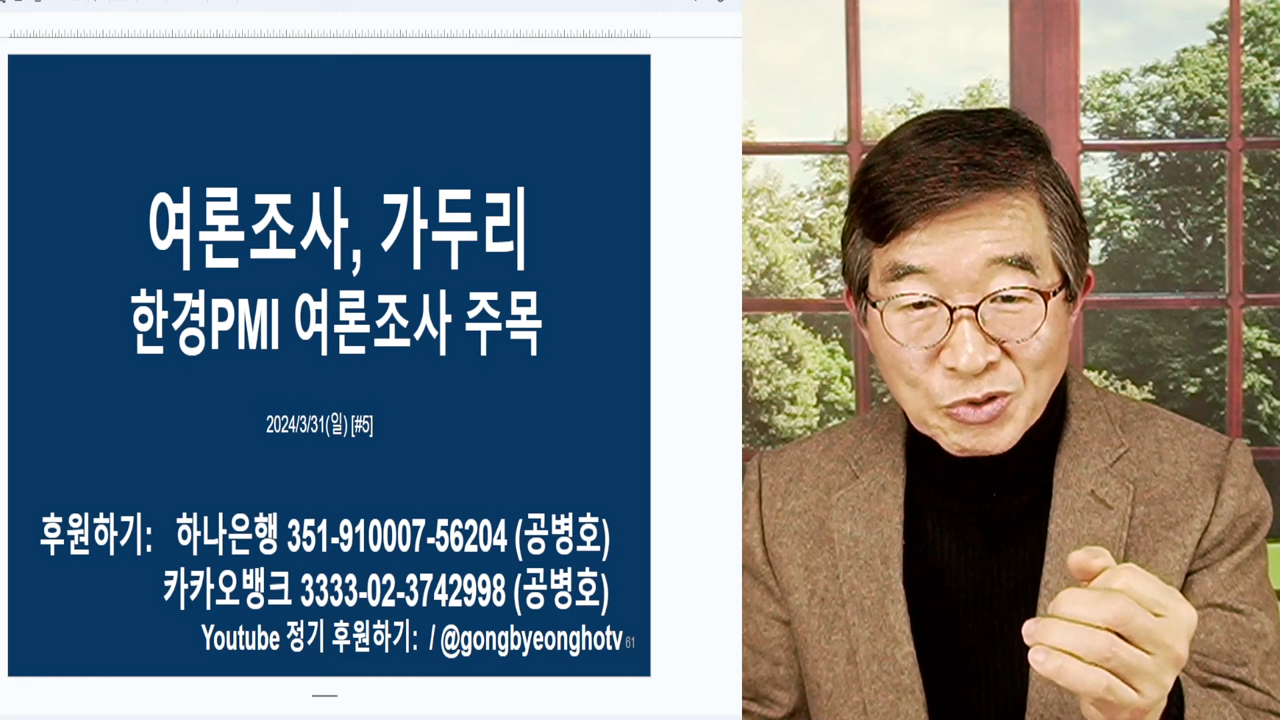 여론조사, 가두리
한경PMI 여론조사 주목
2024/3/31(일) [#5]
후원하기: 하나은행 351-910007-56204 (공병호)
카카오뱅크 3333-02-3742998 (공병호)
Youtube 정기 후원하기: / @gongbyeonghotv
61